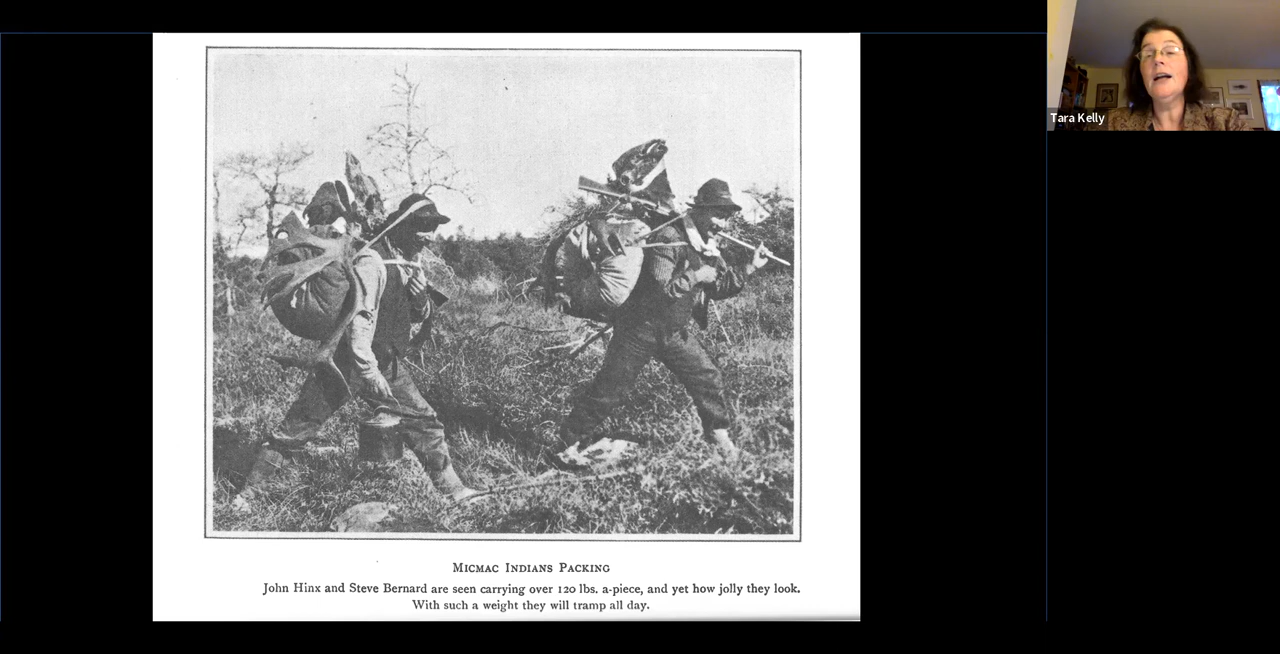 Tara Kelly
Micmac Indians Packing
John Hinx and Steve Bernard are seen carrying over 120 lbs. a-piece, and yet how jolly they look.
With such a weight they will tramp all day.